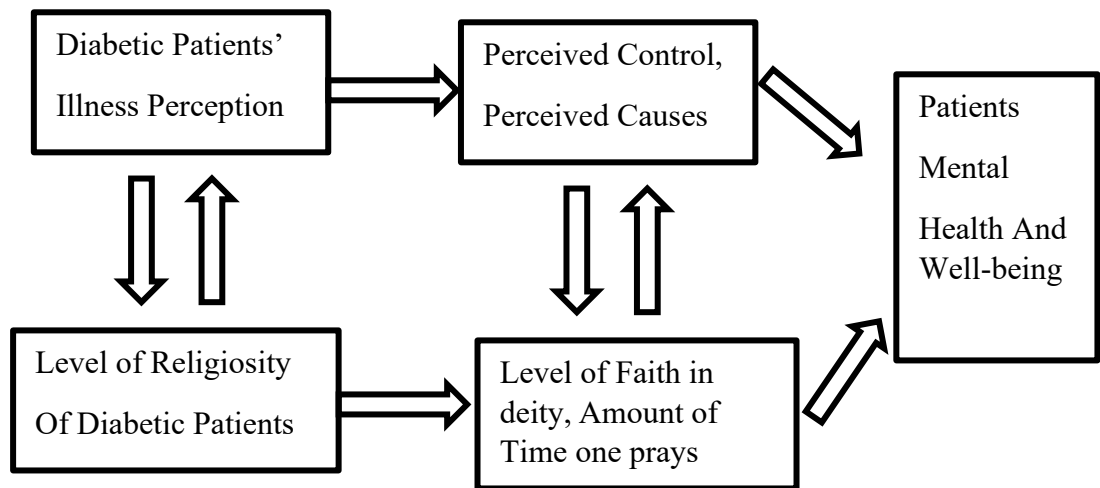 Diabetic Patients’
Illness Perception
Perceived Control,
Perceived Causes
Patients
Mental
Health And
Well-being
Level of Religiosity
Of Diabetic Patients
Level of Faith in
deity, Amount of
Time one prays